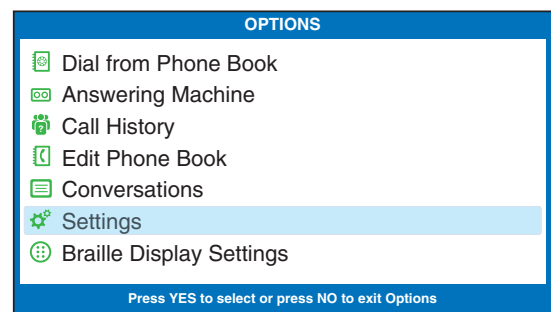 OPTIONS
Dial from Phone Book
Answering Machine
Call History
Edit Phone Book
Conversations
Settings
Braille Display Settings
Press YES to select or press NO to exit Options